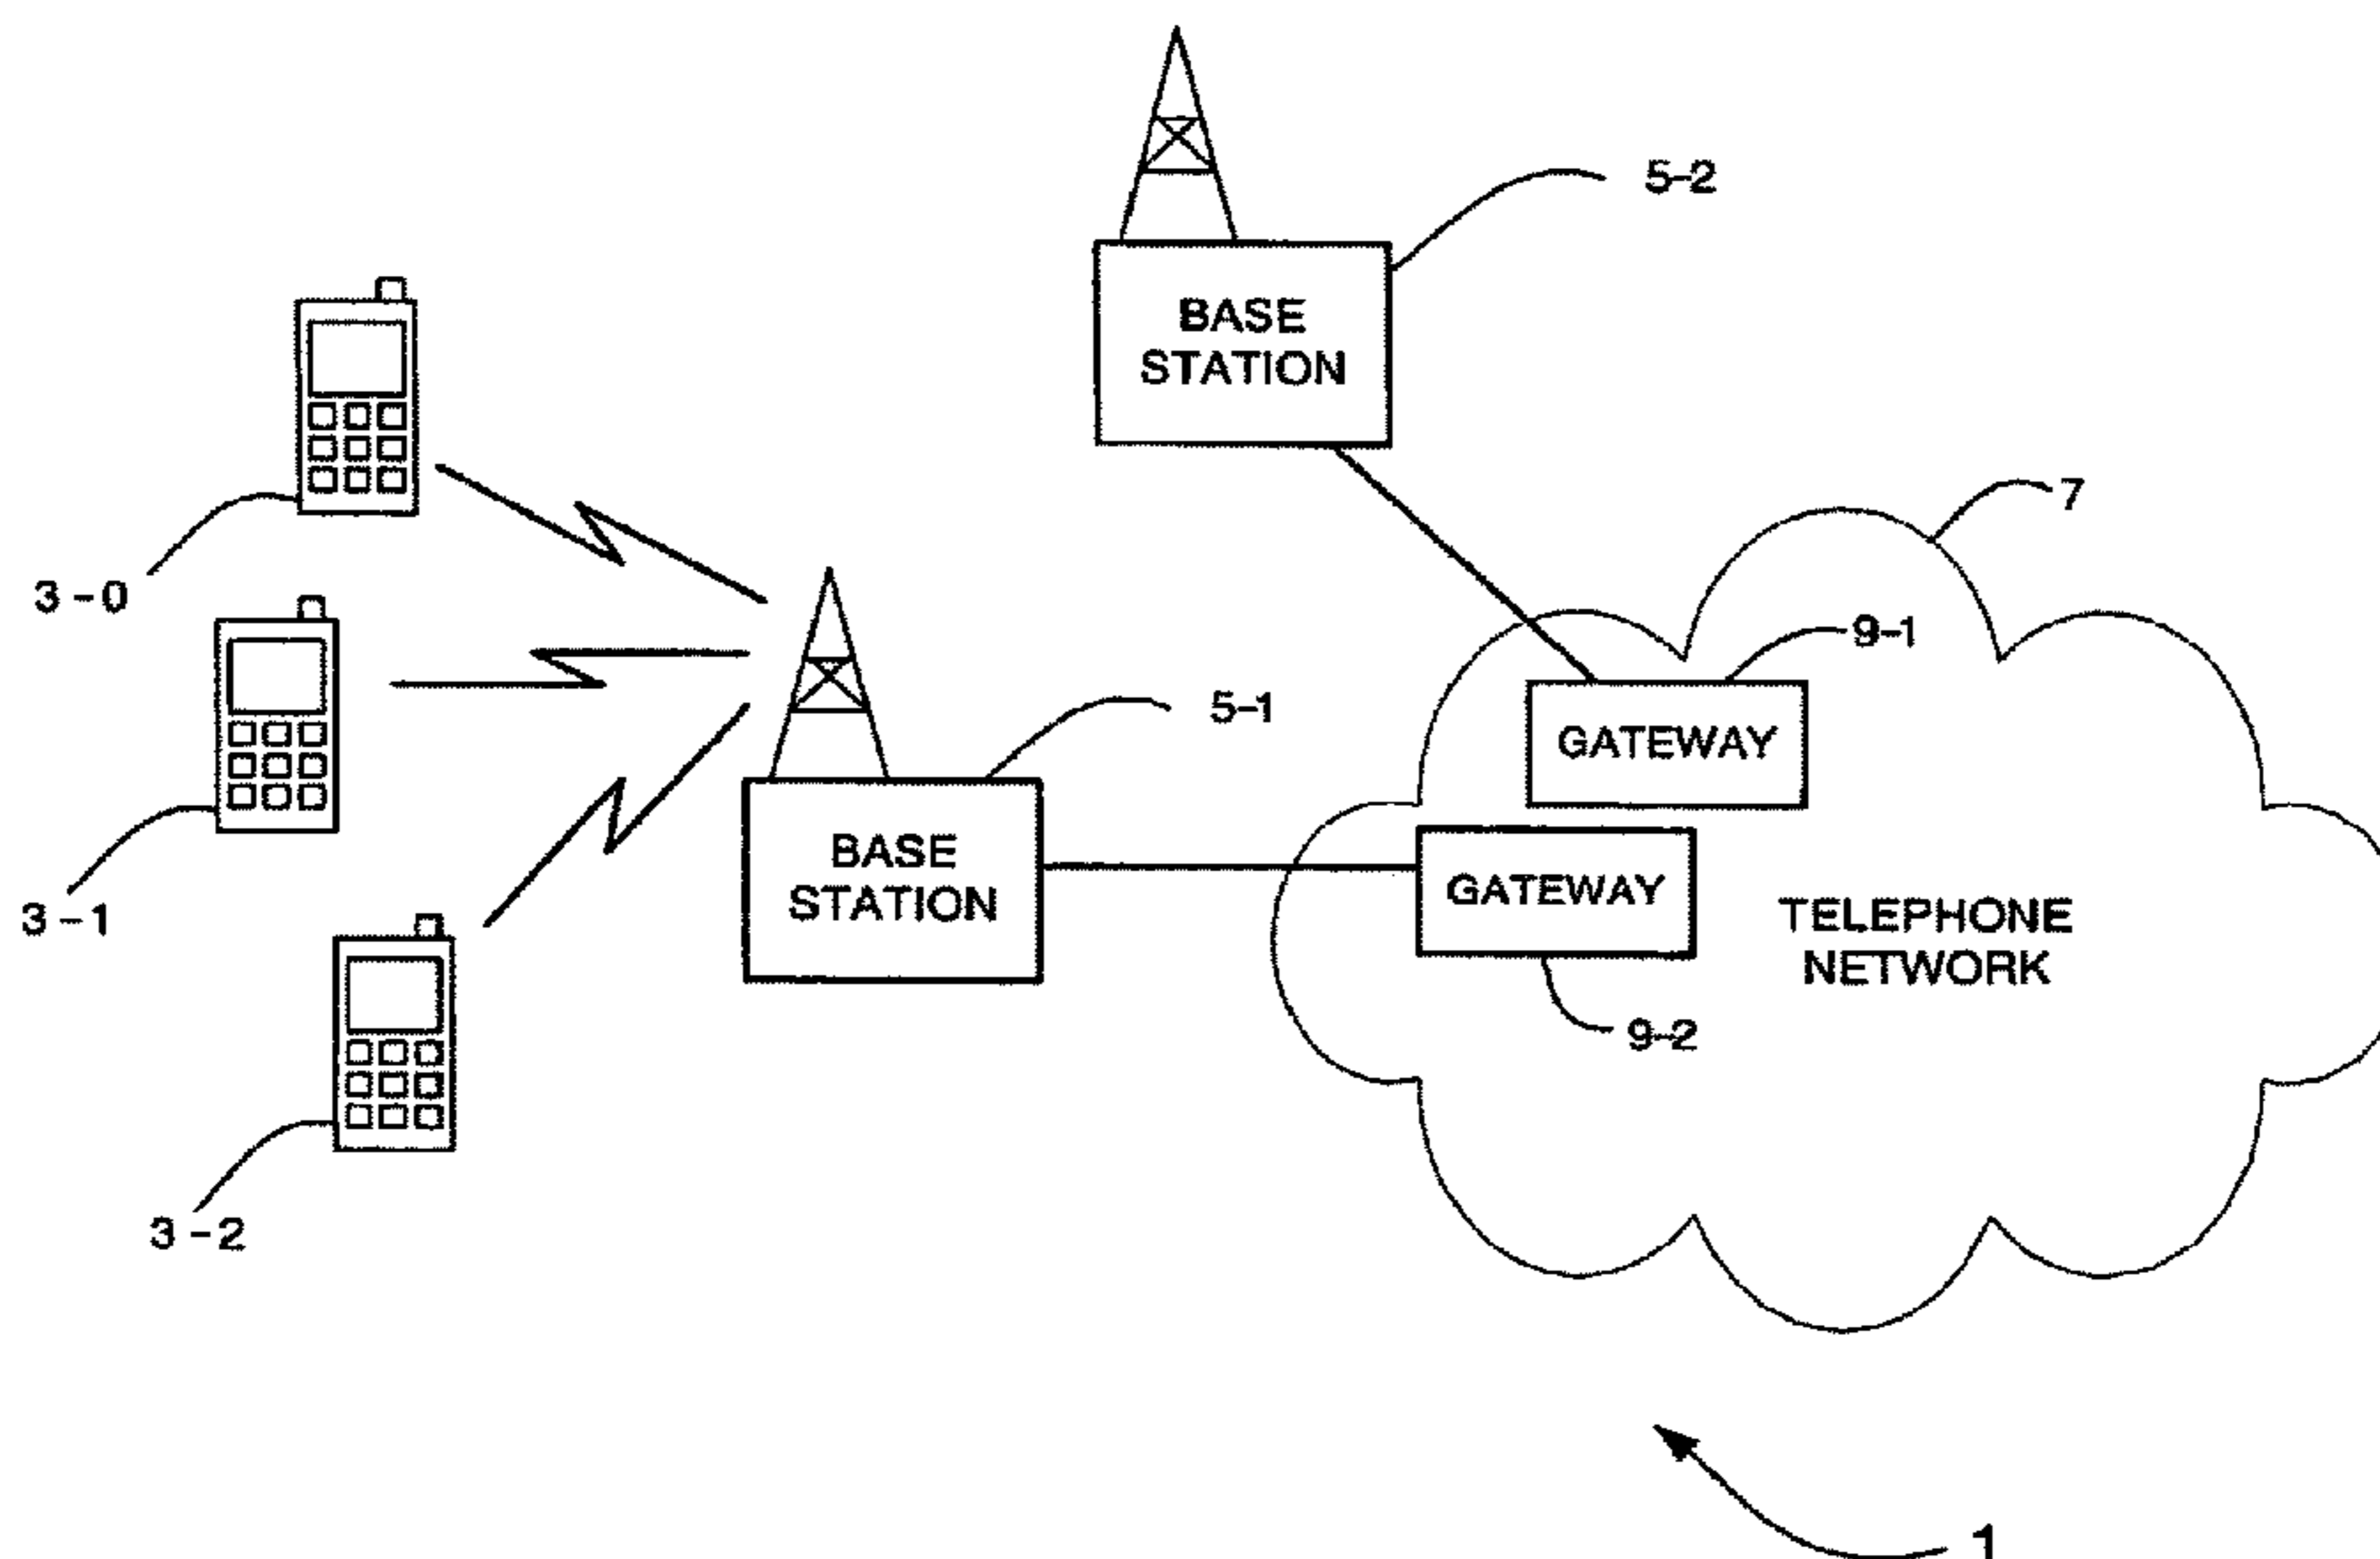 5-2
BASE
STATION
7
3-0
9-1
5-1
GATEWAY
BASE
STATION
GATEWAY
TELEPHONE
NETWORK
3-1
9-2
3-2
1